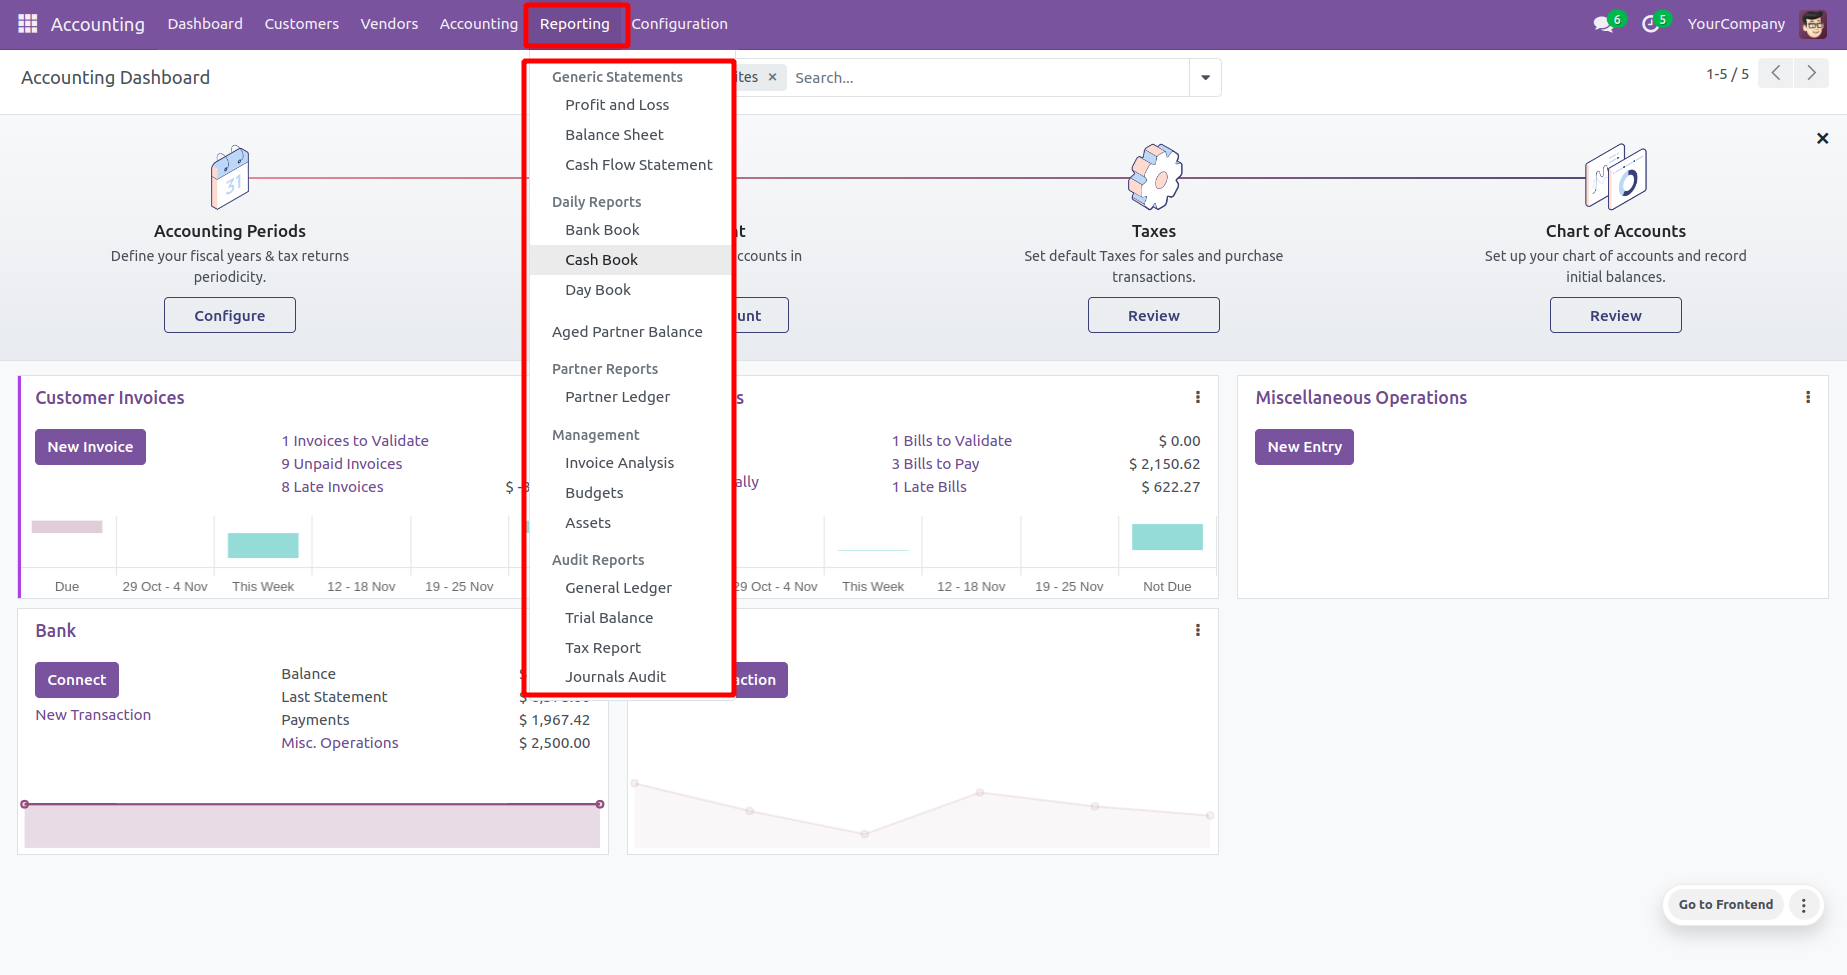 Accounting Dashboard Customers Vendors Accounting Reporting Configuration 6 5 YourCompany
Accounting Dashboard
Search...
1-5 / 5
Generic Statements
Profit and Loss
Balance Sheet
Cash Flow Statement
Daily Reports
Bank Book
Cash Book
Day Book
Aged Partner Balance
Partner Reports
Partner Ledger
Management
Invoice Analysis
Budgets
Assets
Audit Reports
General Ledger
Trial Balance
Tax Report
Journals Audit
31
Accounting Periods
Define your fiscal years & tax returns
periodicity.
Configure
ccounts in
Taxes
Set default Taxes for sales and purchase
transactions.
Review
Chart of Accounts
Set up your chart of accounts and record
initial balances.
Review
Customer Invoices
New Invoice
1 Invoices to Validate
9 Unpaid Invoices
8 Late Invoices
Due 29 Oct - 4 Nov This Week 12 - 18 Nov 19 - 25 Nov
1 Bills to Validate $ 0.00
3 Bills to Pay $ 2,150.62
1 Late Bills $ 622.27
29 Oct - 4 Nov This Week 12 - 18 Nov 19 - 25 Nov Not Due
Miscellaneous Operations
New Entry
Bank
Connect
New Transaction
Balance
Last Statement
Payments $ 1,967.42
Misc. Operations $ 2,500.00
Go to Frontend